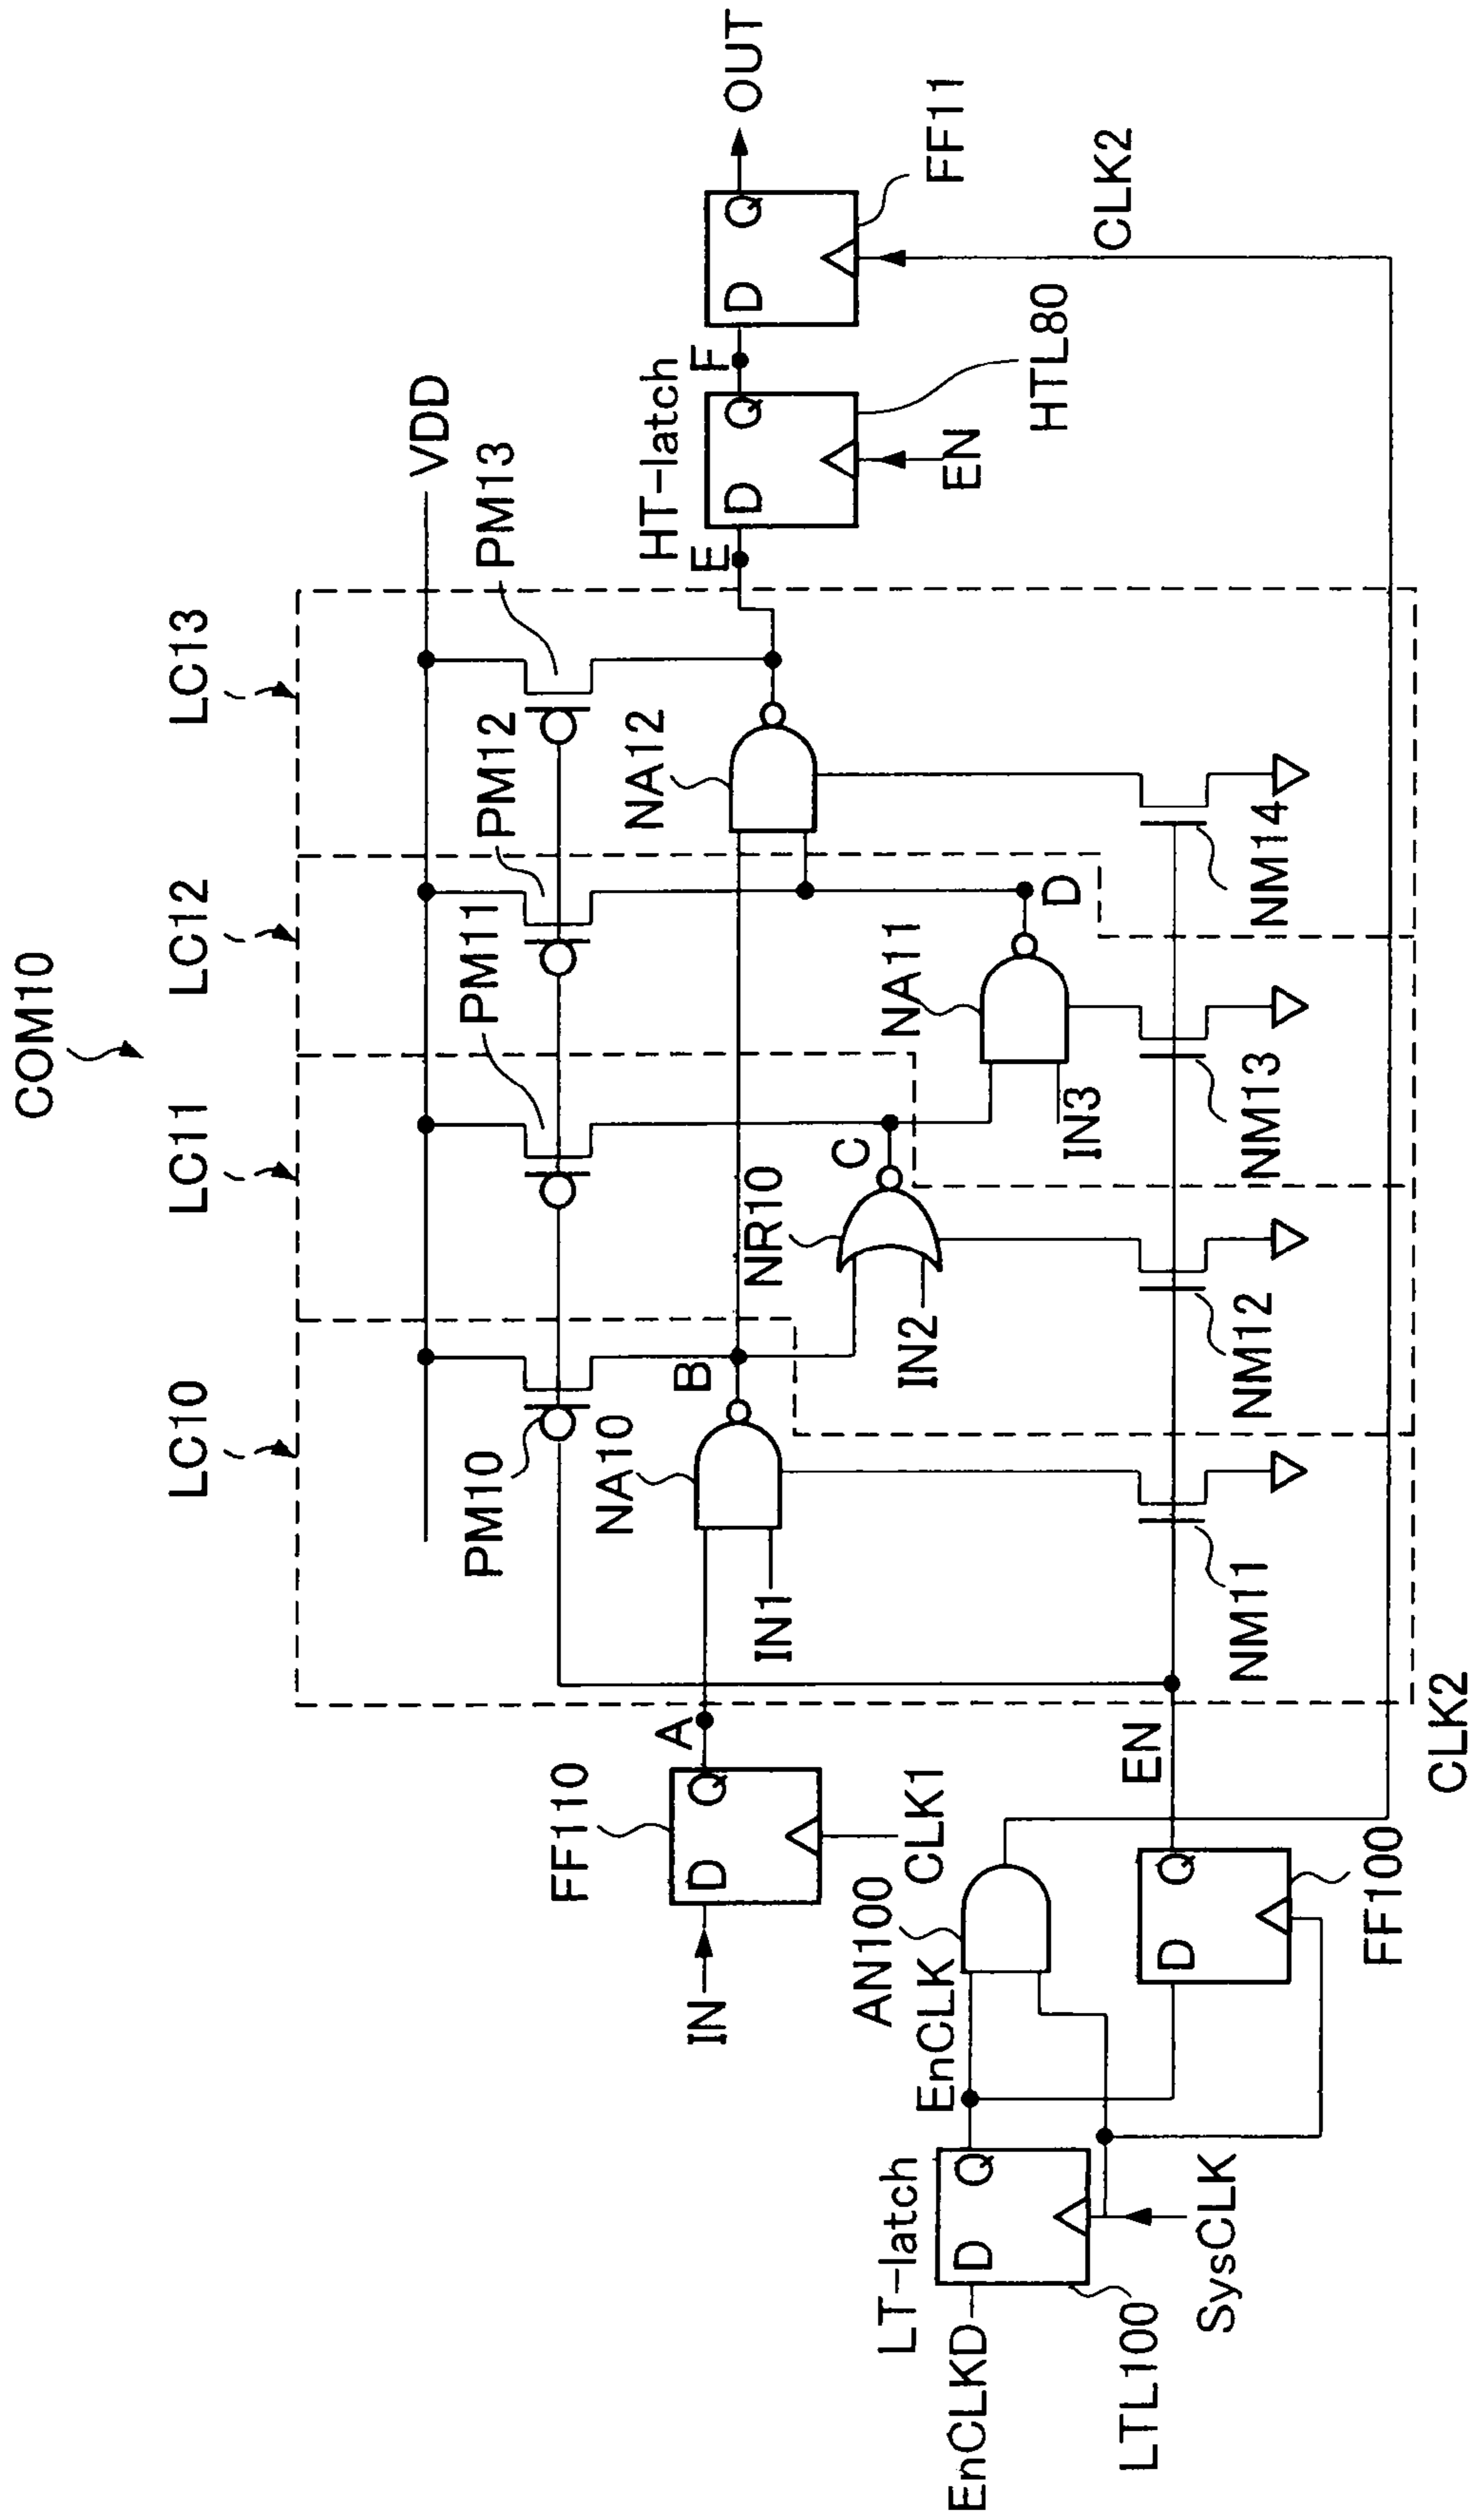 COM10
LC10
LC11
LC12
LC13
VDD
PM10
PM11
PM12
PM13
NA10
B
NR10
C
NA11
D
NA12
HT-latch
E
F
D
Q
D
Q
OUT
FF11
HTL80
EN
CLK2
FF110
A
IN
D
Q
CLK1
IN1
IN2
IN3
NM11
NM12
NM13
NM14
AN100
EnCLK
EN
LT-latch
D
Q
EnCLKD
LTL100
SysCLK
D
Q
FF100
CLK2